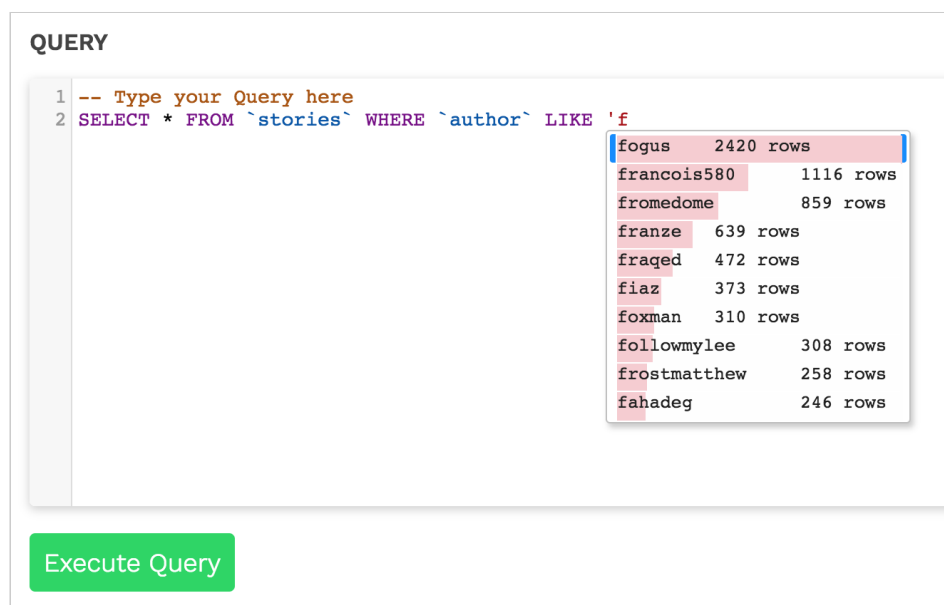 QUERY
1 -- Type your Query here
2 SELECT * FROM `stories` WHERE `author` LIKE 'f
fogus 2420 rows
francois580 1116 rows
fromedome 859 rows
franze 639 rows
fraqed 472 rows
fiaz 373 rows
foxman 310 rows
followmylee 308 rows
frostmatthew 258 rows
fahadeg 246 rows
Execute Query